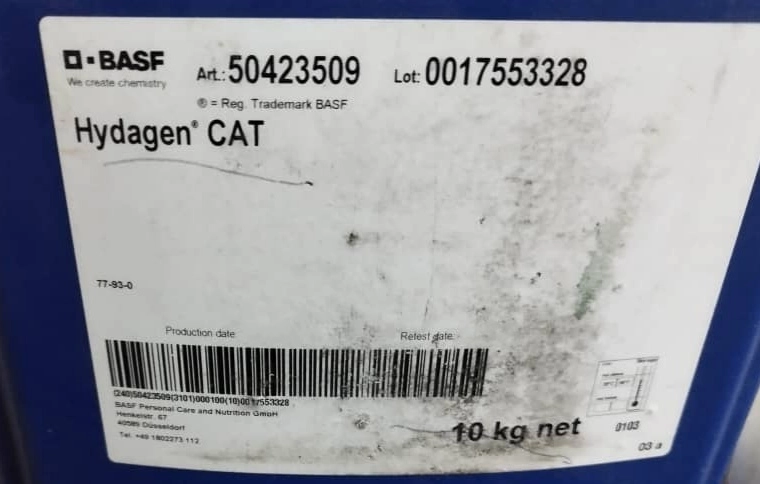 BASF
We create chemistry
Art.: 50423509 Lot: 0017553328
® = Reg. Trademark BASF
Hydagen® CAT
77-93-0
Production date: Retest date:
(240)50423509(3101)000100(10)0017553328
BASF Personal Care and Nutrition GmbH
Henkelstr. 67
40589 Düsseldorf
Tel. +49 1802273 112
10 kg net
0103
03 a